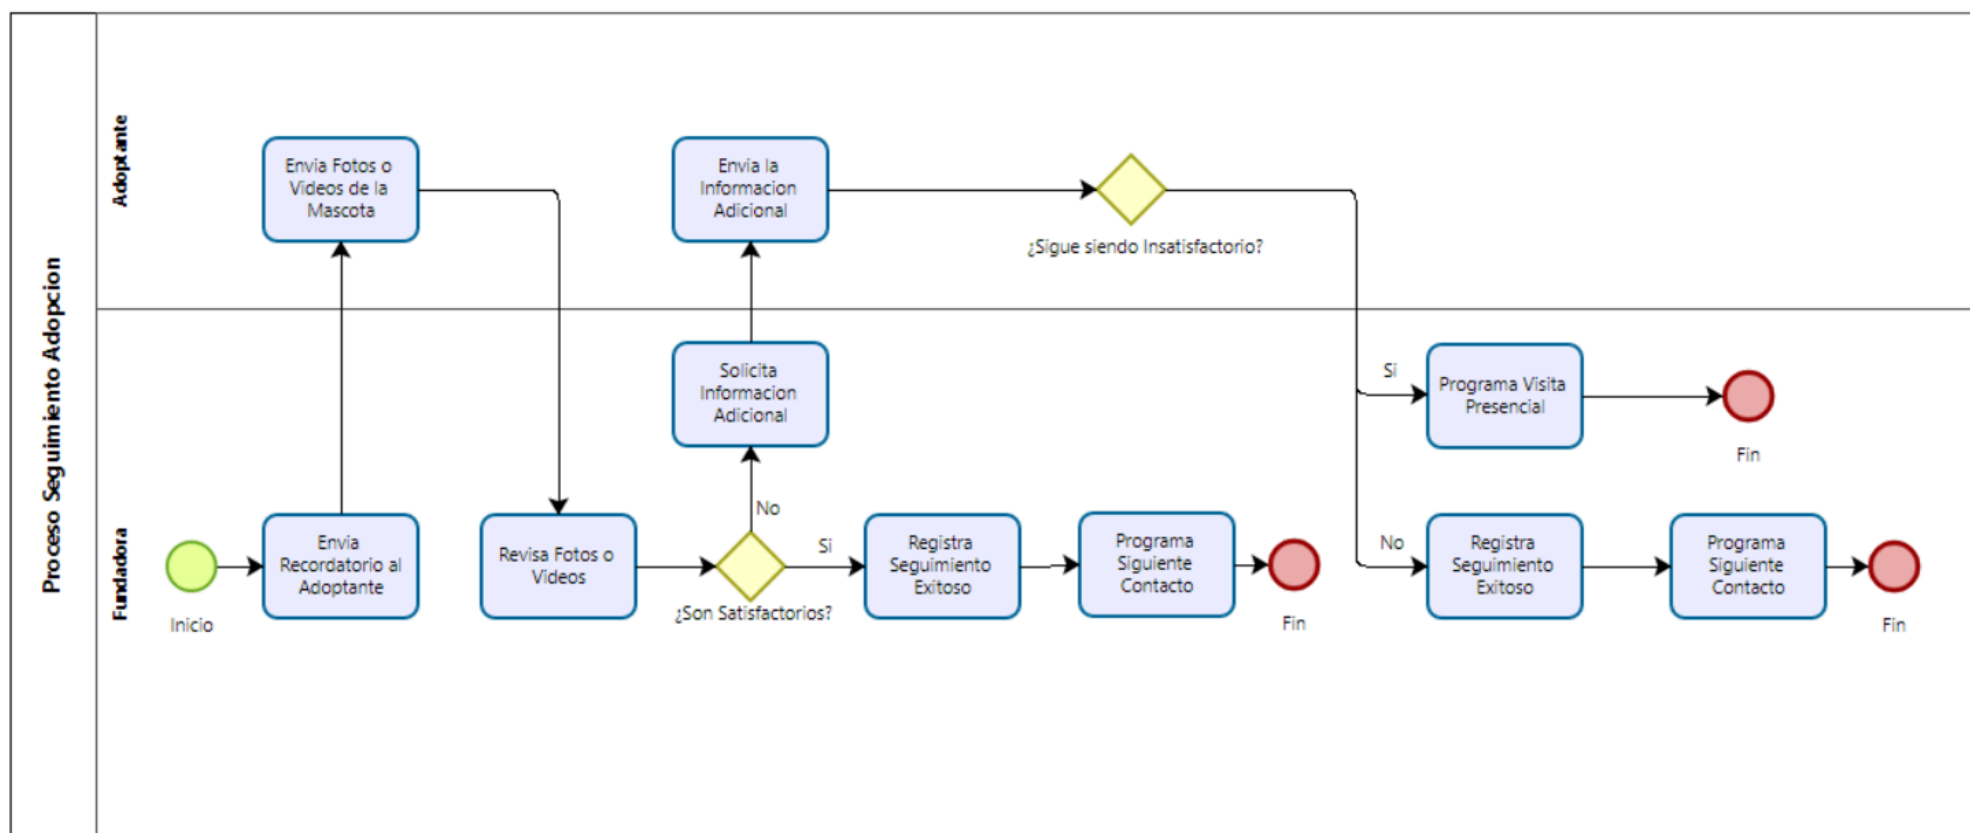 Proceso Seguimiento Adopcion
Adoptante
Envia Fotos o
Videos de la
Mascota
Envia la
Informacion
Adicional
¿Sigue siendo Insatisfactorio?
Fundadora
Inicio
Envia
Recordatorio al
Adoptante
Revisa Fotos o
Videos
¿Son Satisfactorios?
No
Solicita
Informacion
Adicional
Si
Registra
Seguimiento
Exitoso
Programa
Siguiente
Contacto
Fin
Si
Programa Visita
Presencial
Fin
No
Registra
Seguimiento
Exitoso
Programa
Siguiente
Contacto
Fin